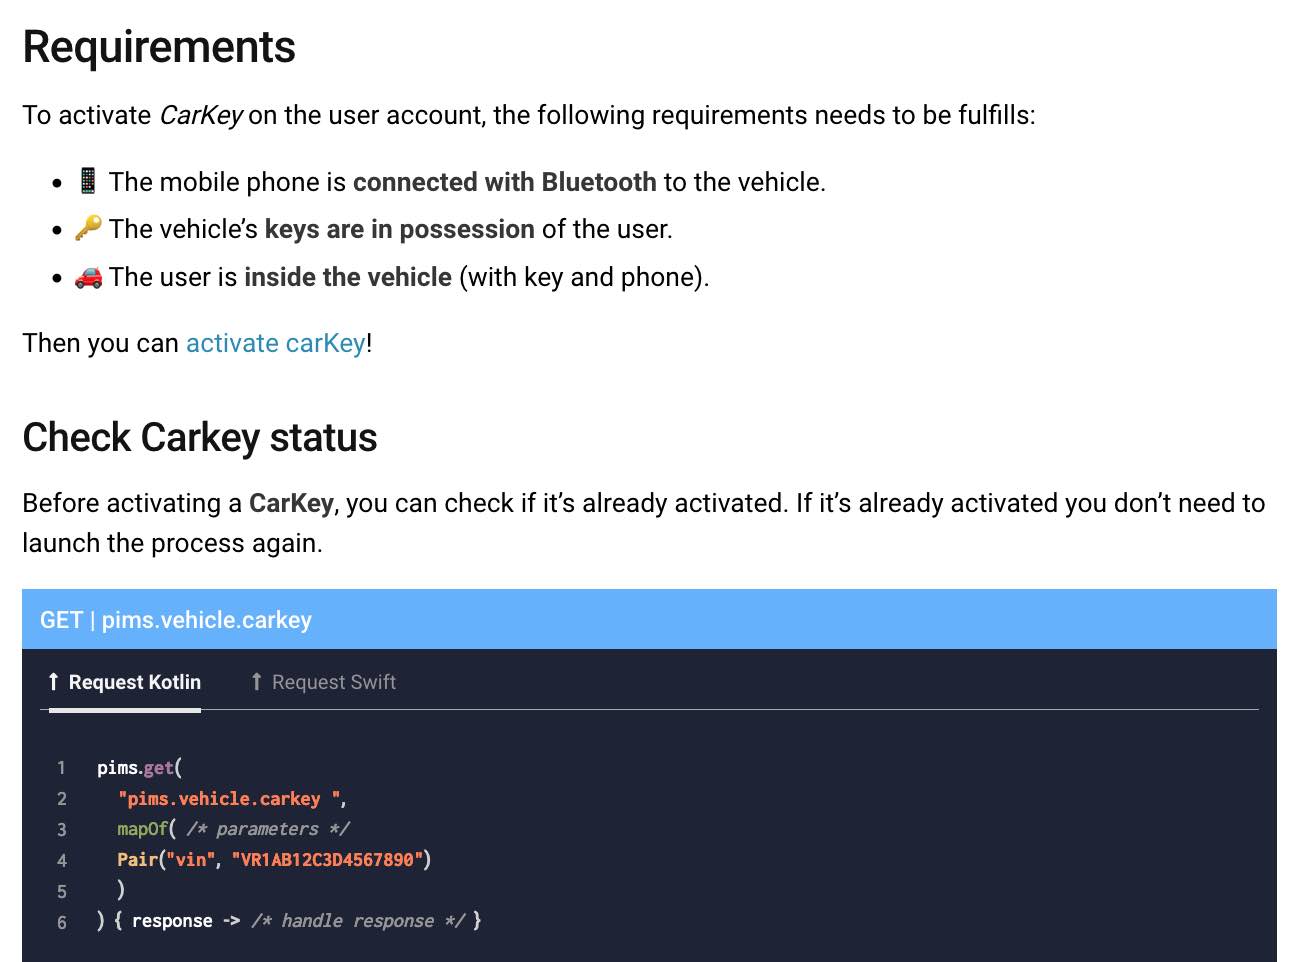 Requirements
To activate CarKey on the user account, the following requirements needs to be fulfills:
• 📱 The mobile phone is connected with Bluetooth to the vehicle.
• 🔑 The vehicle’s keys are in possession of the user.
• 🚗 The user is inside the vehicle (with key and phone).
Then you can activate carKey!
Check Carkey status
Before activating a CarKey, you can check if it’s already activated. If it’s already activated you don’t need to
launch the process again.
GET | pims.vehicle.carkey
↑ Request Kotlin ↑ Request Swift
1 pims.get(
2 "pims.vehicle.carkey ",
3 mapOf( /* parameters */
4 Pair("vin", "VR1AB12C3D4567890")
5 )
6 ) { response -> /* handle response */ }